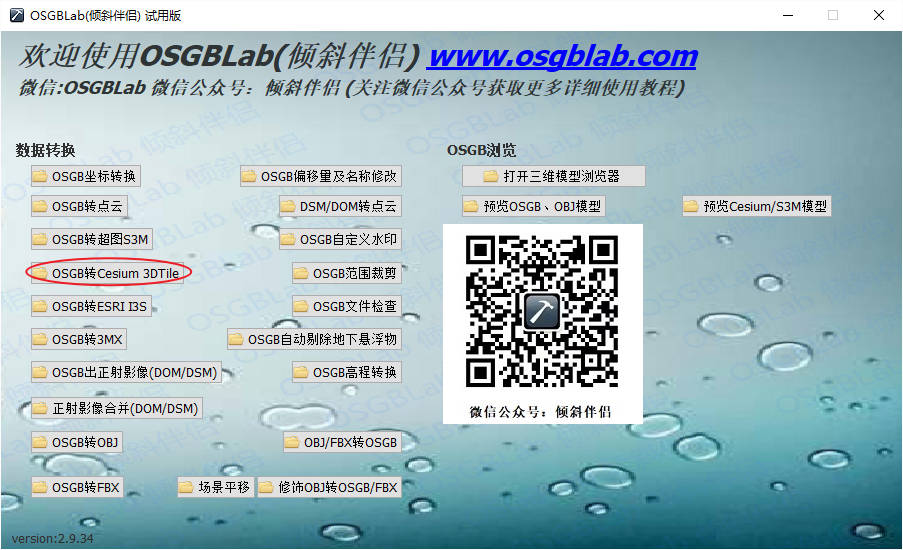 OSGBLab(倾斜伴侣) 试用版
欢迎使用OSGBLab(倾斜伴侣) www.osgblab.com
微信:OSGBLab 微信公众号：倾斜伴侣 (关注微信公众号获取更多详细使用教程)
数据转换
OSGB坐标转换
OSGB偏移量及名称修改
OSGB转点云
DSM/DOM转点云
OSGB转超图S3M
OSGB自定义水印
OSGB转Cesium 3DTile
OSGB范围裁剪
OSGB转ESRI I3S
OSGB文件检查
OSGB转3MX
OSGB自动剔除地下悬浮物
OSGB出正射影像(DOM/DSM)
OSGB高程转换
正射影像合并(DOM/DSM)
OSGB转OBJ
OBJ/FBX转OSGB
OSGB转FBX
场景平移
修饰OBJ转OSGB/FBX
OSGB浏览
打开三维模型浏览器
预览OSGB、OBJ模型
预览Cesium/S3M模型
微信公众号：倾斜伴侣
version:2.9.34